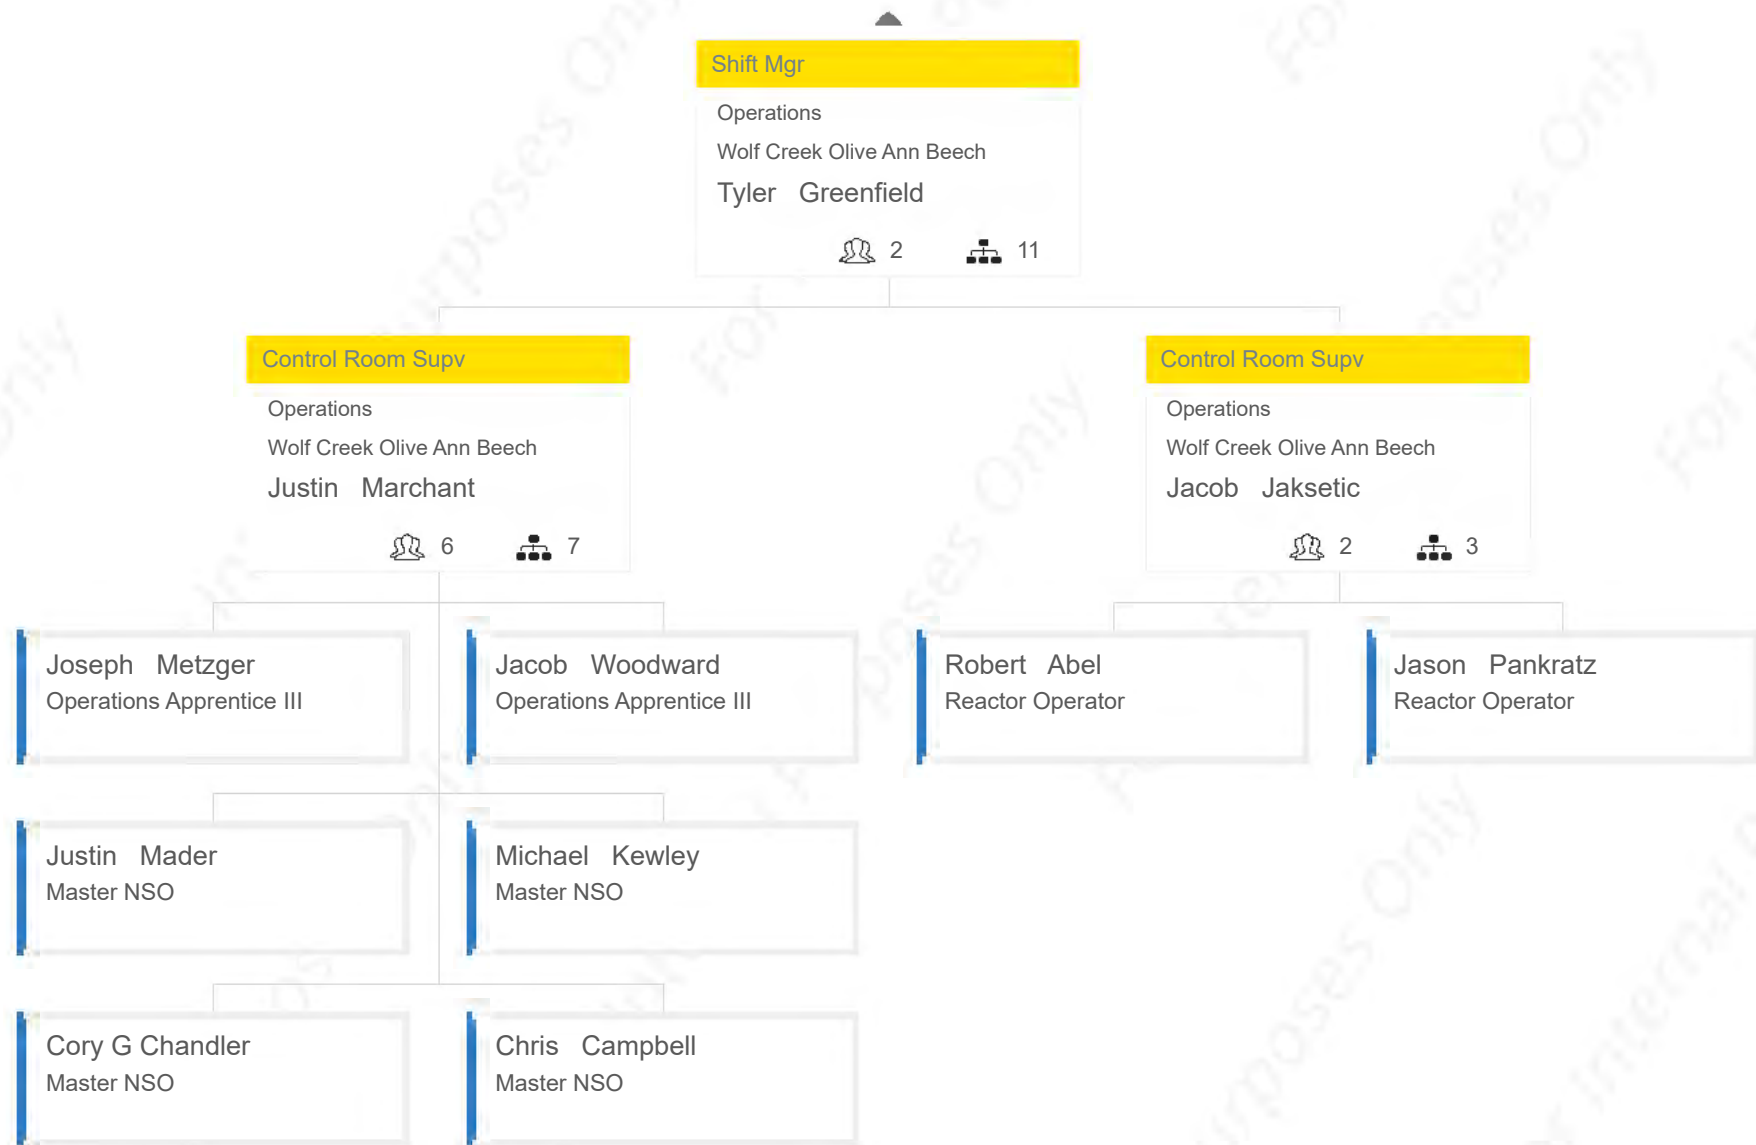 Shift Mgr
Operations
Wolf Creek Olive Ann Beech
Tyler Greenfield
2 11
Control Room Supv
Operations
Wolf Creek Olive Ann Beech
Justin Marchant
6 7
Control Room Supv
Operations
Wolf Creek Olive Ann Beech
Jacob Jaksetic
2 3
Joseph Metzger
Operations Apprentice III
Jacob Woodward
Operations Apprentice III
Robert Abel
Reactor Operator
Jason Pankratz
Reactor Operator
Justin Mader
Master NSO
Michael Kewley
Master NSO
Cory G Chandler
Master NSO
Chris Campbell
Master NSO